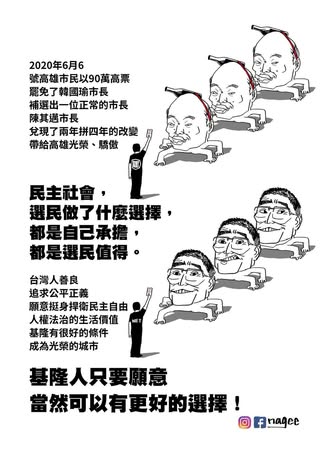 2020年6月6
號高雄市民以90萬高票
罷免了韓國瑜市長
補選出一位正常的市長
陳其邁市長
兌現了兩年拼四年的改變
帶給高雄光榮、驕傲
民主社會，
選民做了什麼選擇，
都是自己承擔，
都是選民值得。
台灣人善良
追求公平正義
願意挺身捍衛民主自由
人權法治的生活價值
基隆有很好的條件
成為光榮的城市
基隆人只要願意
當然可以有更好的選擇！
nagee